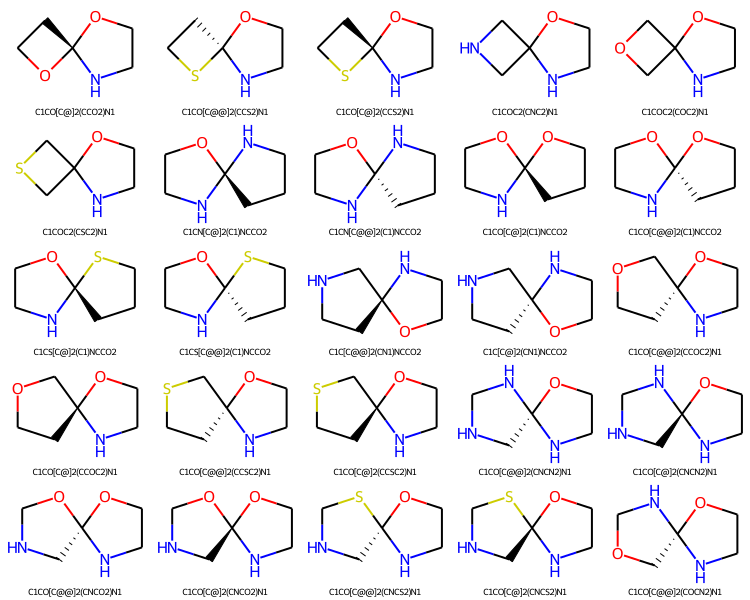 C1CO[C@]2(CCO2)N1
C1CO[C@@]2(CCS2)N1
C1CO[C@]2(CCS2)N1
C1COC2(CNC2)N1
C1COC2(COC2)N1
C1COC2(CSC2)N1
C1CN[C@]2(C1)NCCO2
C1CN[C@@]2(C1)NCCO2
C1CO[C@]2(C1)NCCO2
C1CO[C@@]2(C1)NCCO2
C1CS[C@]2(C1)NCCO2
C1CS[C@@]2(C1)NCCO2
C1C[C@@]2(CN1)NCCO2
C1C[C@]2(CN1)NCCO2
C1CO[C@@]2(CCOC2)N1
C1CO[C@]2(CCOC2)N1
C1CO[C@@]2(CCSC2)N1
C1CO[C@]2(CCSC2)N1
C1CO[C@@]2(CNCN2)N1
C1CO[C@]2(CNCN2)N1
C1CO[C@@]2(CNCO2)N1
C1CO[C@]2(CNCO2)N1
C1CO[C@@]2(CNCS2)N1
C1CO[C@]2(CNCS2)N1
C1CO[C@@]2(COCN2)N1